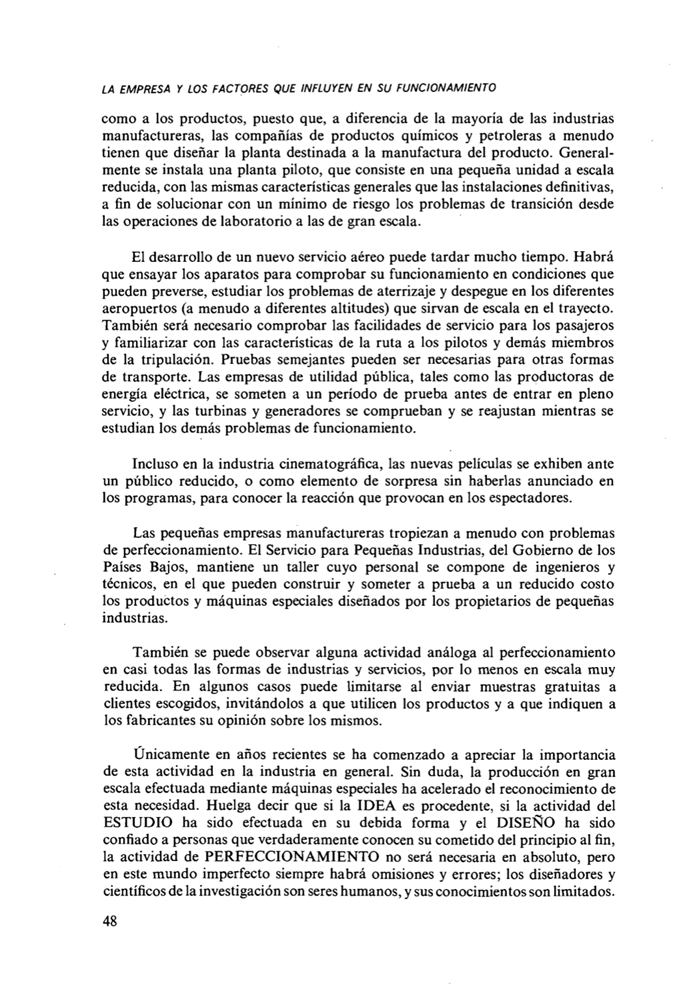 LA EMPRESA Y LOS FACTORES QUE INFLUYEN EN SU FUNCIONAMIENTO
como a los productos, puesto que, a diferencia de la mayoría de las industrias
manufactureras, las compañías de productos químicos y petroleras a menudo
tienen que diseñar la planta destinada a la manufactura del producto. General-
mente se instala una planta piloto, que consiste en una pequeña unidad a escala
reducida, con las mismas características generales que las instalaciones definitivas,
a fin de solucionar con un mínimo de riesgo los problemas de transición desde
las operaciones de laboratorio a las de gran escala.
El desarrollo de un nuevo servicio aéreo puede tardar mucho tiempo. Habrá
que ensayar los aparatos para comprobar su funcionamiento en condiciones que
pueden preverse, estudiar los problemas de aterrizaje y despegue en los diferentes
aeropuertos (a menudo a diferentes altitudes) que sirvan de escala en el trayecto.
También será necesario comprobar las facilidades de servicio para los pasajeros
y familiarizar con las características de la ruta a los pilotos y demás miembros
de la tripulación. Pruebas semejantes pueden ser necesarias para otras formas
de transporte. Las empresas de utilidad pública, tales como las productoras de
energía eléctrica, se someten a un período de prueba antes de entrar en pleno
servicio, y las turbinas y generadores se comprueban y se reajustan mientras se
estudian los demás problemas de funcionamiento.
Incluso en la industria cinematográfica, las nuevas películas se exhiben ante
un público reducido, o como elemento de sorpresa sin haberlas anunciado en
los programas, para conocer la reacción que provocan en los espectadores.
Las pequeñas empresas manufactureras tropiezan a menudo con problemas
de perfeccionamiento. El Servicio para Pequeñas Industrias, del Gobierno de los
Países Bajos, mantiene un taller cuyo personal se compone de ingenieros y
técnicos, en el que pueden construir y someter a prueba a un reducido costo
los productos y máquinas especiales diseñados por los propietarios de pequeñas
industrias.
También se puede observar alguna actividad análoga al perfeccionamiento
en casi todas las formas de industrias y servicios, por lo menos en escala muy
reducida. En algunos casos puede limitarse al enviar muestras gratuitas a
clientes escogidos, invitándolos a que utilicen los productos y a que indiquen a
los fabricantes su opinión sobre los mismos.
Únicamente en años recientes se ha comenzado a apreciar la importancia
de esta actividad en la industria en general. Sin duda, la producción en gran
escala efectuada mediante máquinas especiales ha acelerado el reconocimiento de
esta necesidad. Huelga decir que si la IDEA es procedente, si la actividad del
ESTUDIO ha sido efectuada en su debida forma y el DISEÑO ha sido
confiado a personas que verdaderamente conocen su cometido del principio al fin,
la actividad de PERFECCIONAMIENTO no será necesaria en absoluto, pero
en este mundo imperfecto siempre habrá omisiones y errores; los diseñadores y
científicos de la investigación son seres humanos, y sus conocimientos son limitados.
48